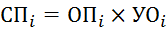 СПᵢ = ОПᵢ × УОᵢ